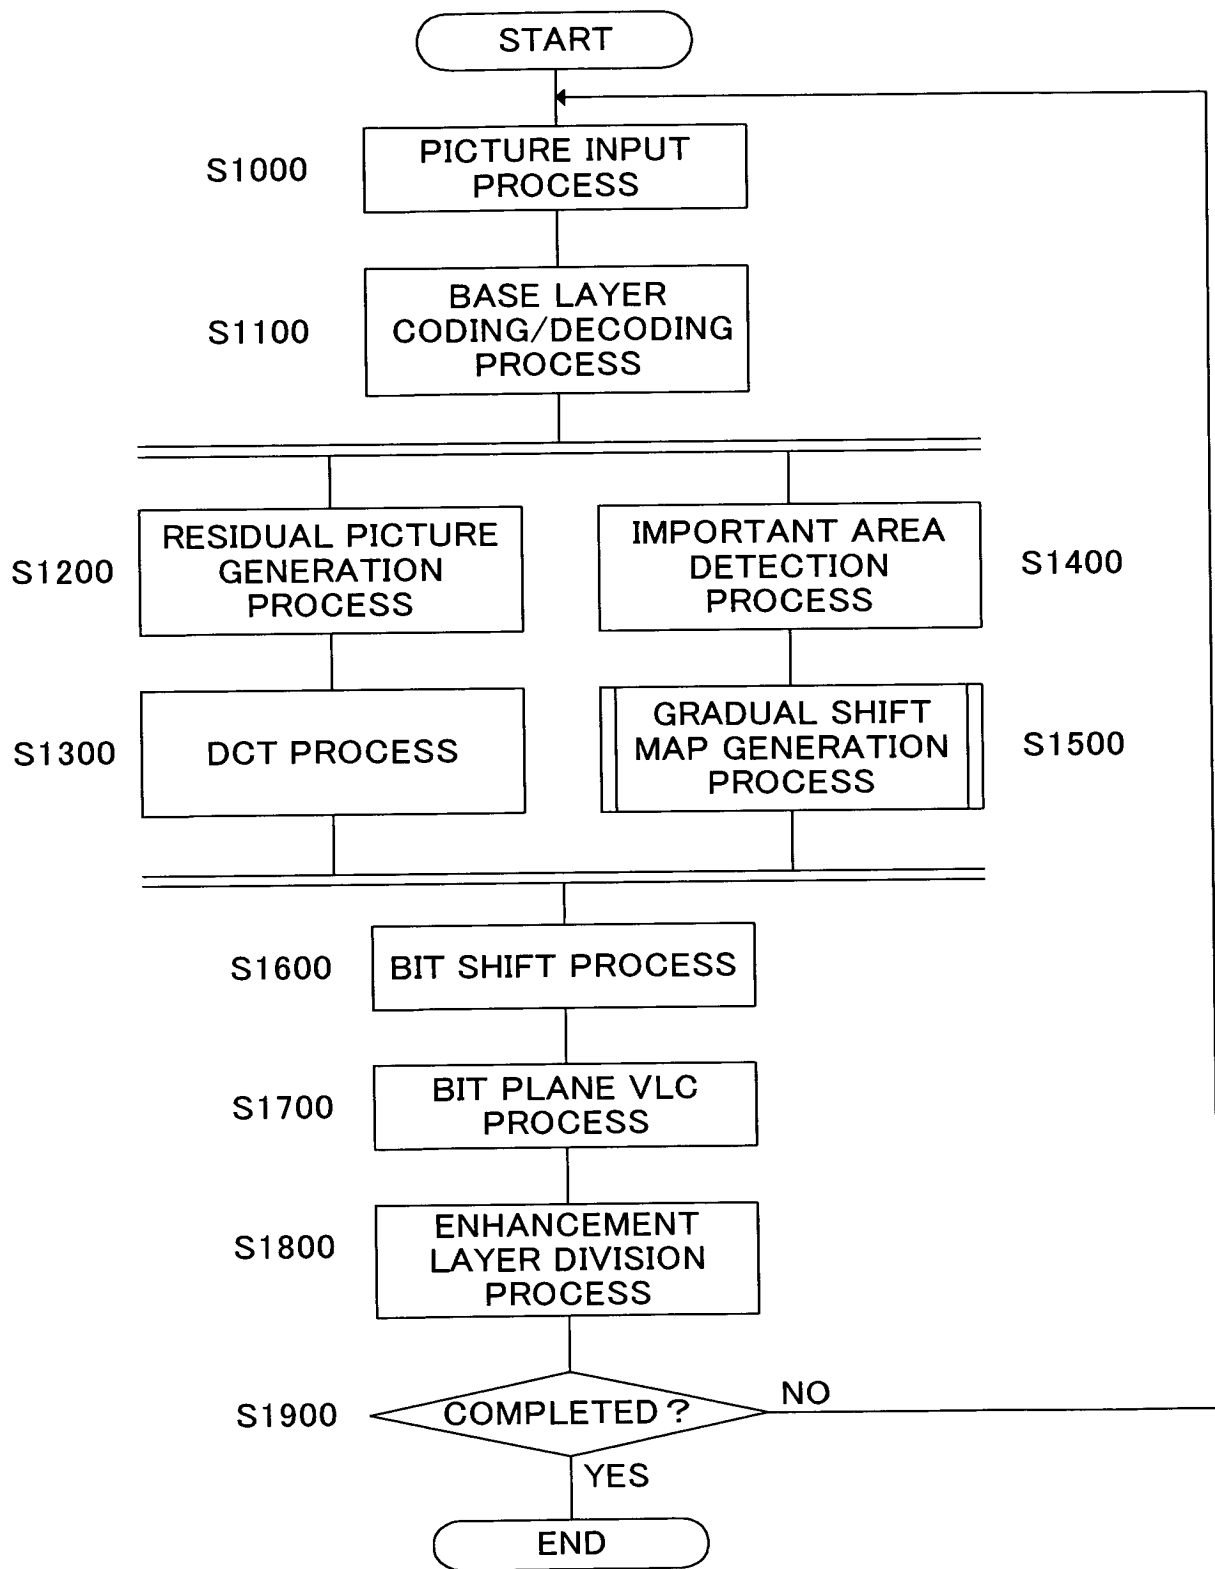 START
S1000
PICTURE INPUT
PROCESS
S1100
BASE LAYER
CODING/DECODING
PROCESS
S1200
RESIDUAL PICTURE
GENERATION
PROCESS
IMPORTANT AREA
DETECTION
PROCESS
S1400
S1300
DCT PROCESS
GRADUAL SHIFT
MAP GENERATION
PROCESS
S1500
S1600
BIT SHIFT PROCESS
S1700
BIT PLANE VLC
PROCESS
S1800
ENHANCEMENT
LAYER DIVISION
PROCESS
S1900
COMPLETED?
NO
YES
END